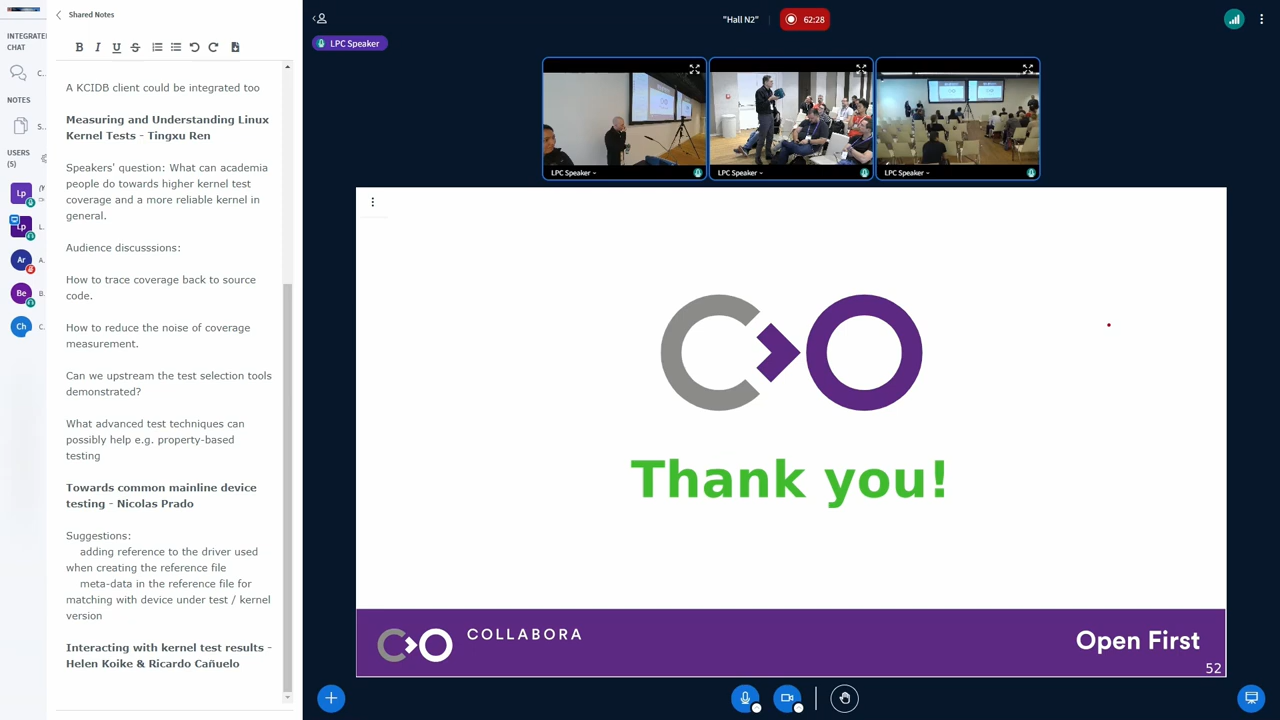 Shared Notes
"Hall N2"
62:28
INTEGRATE
CHAT
C..
NOTES
S..
USERS
(5)
Lp
L.
Lp
Ar
A.
Be
B.
Ch
C.
B I U S
A KCIDB client could be integrated too
Measuring and Understanding Linux
Kernel Tests - Tingxu Ren
Speakers' question: What can academia
people do towards higher kernel test
coverage and a more reliable kernel in
general.
Audience discusssions:
How to trace coverage back to source
code.
How to reduce the noise of coverage
measurement.
Can we upstream the test selection tools
demonstrated?
What advanced test techniques can
possibly help e.g. property-based
testing
Towards common mainline device
testing - Nicolas Prado
Suggestions:
adding reference to the driver used
when creating the reference file
meta-data in the reference file for
matching with device under test / kernel
version
Interacting with kernel test results -
Helen Koike & Ricardo Cañuelo
LPC Speaker
LPC Speaker
LPC Speaker
LPC Speaker
Thank you!
COLLABORA
Open First
52